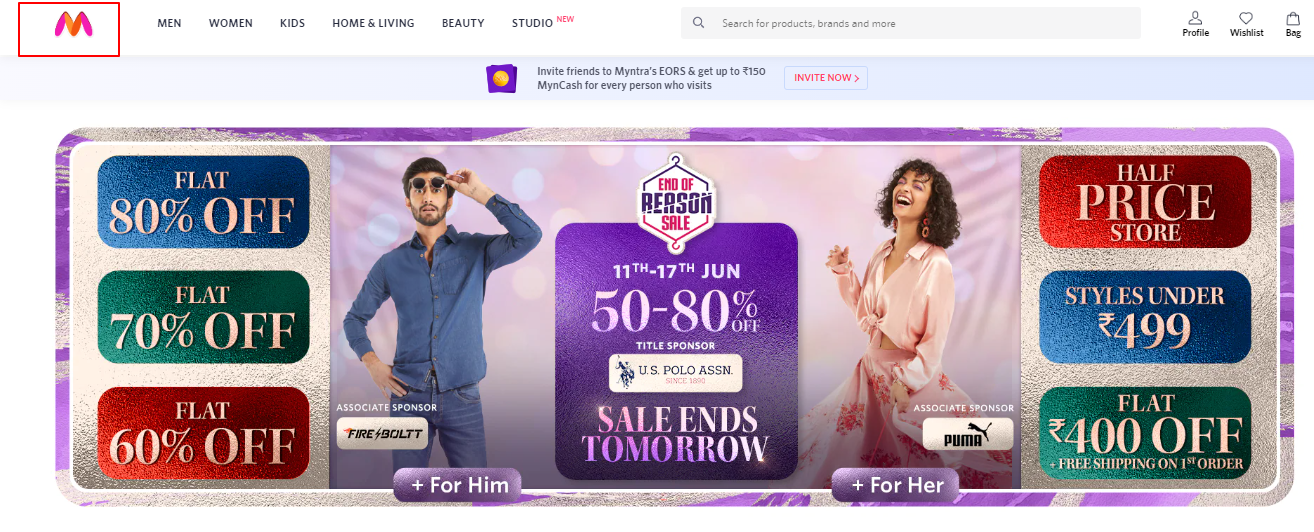 MEN WOMEN KIDS HOME & LIVING BEAUTY STUDIO NEW
Search for products, brands and more
Profile Wishlist Bag
Invite friends to Myntra's EORS & get up to ₹150
MynCash for every person who visits
INVITE NOW >
FLAT
80% OFF
FLAT
70% OFF
FLAT
60% OFF
ASSOCIATE SPONSOR
FIRE BOLTT
+ For Him
END OF
REASON
SALE
11TH-17TH JUN
50-80%
OFF
TITLE SPONSOR
U.S. POLO ASSN.
SINCE 1890
SALE ENDS
TOMORROW
ASSOCIATE SPONSOR
PUMA
+ For Her
HALF
PRICE
STORE
STYLES UNDER
₹499
FLAT
₹400 OFF
+ FREE SHIPPING ON 1ST ORDER